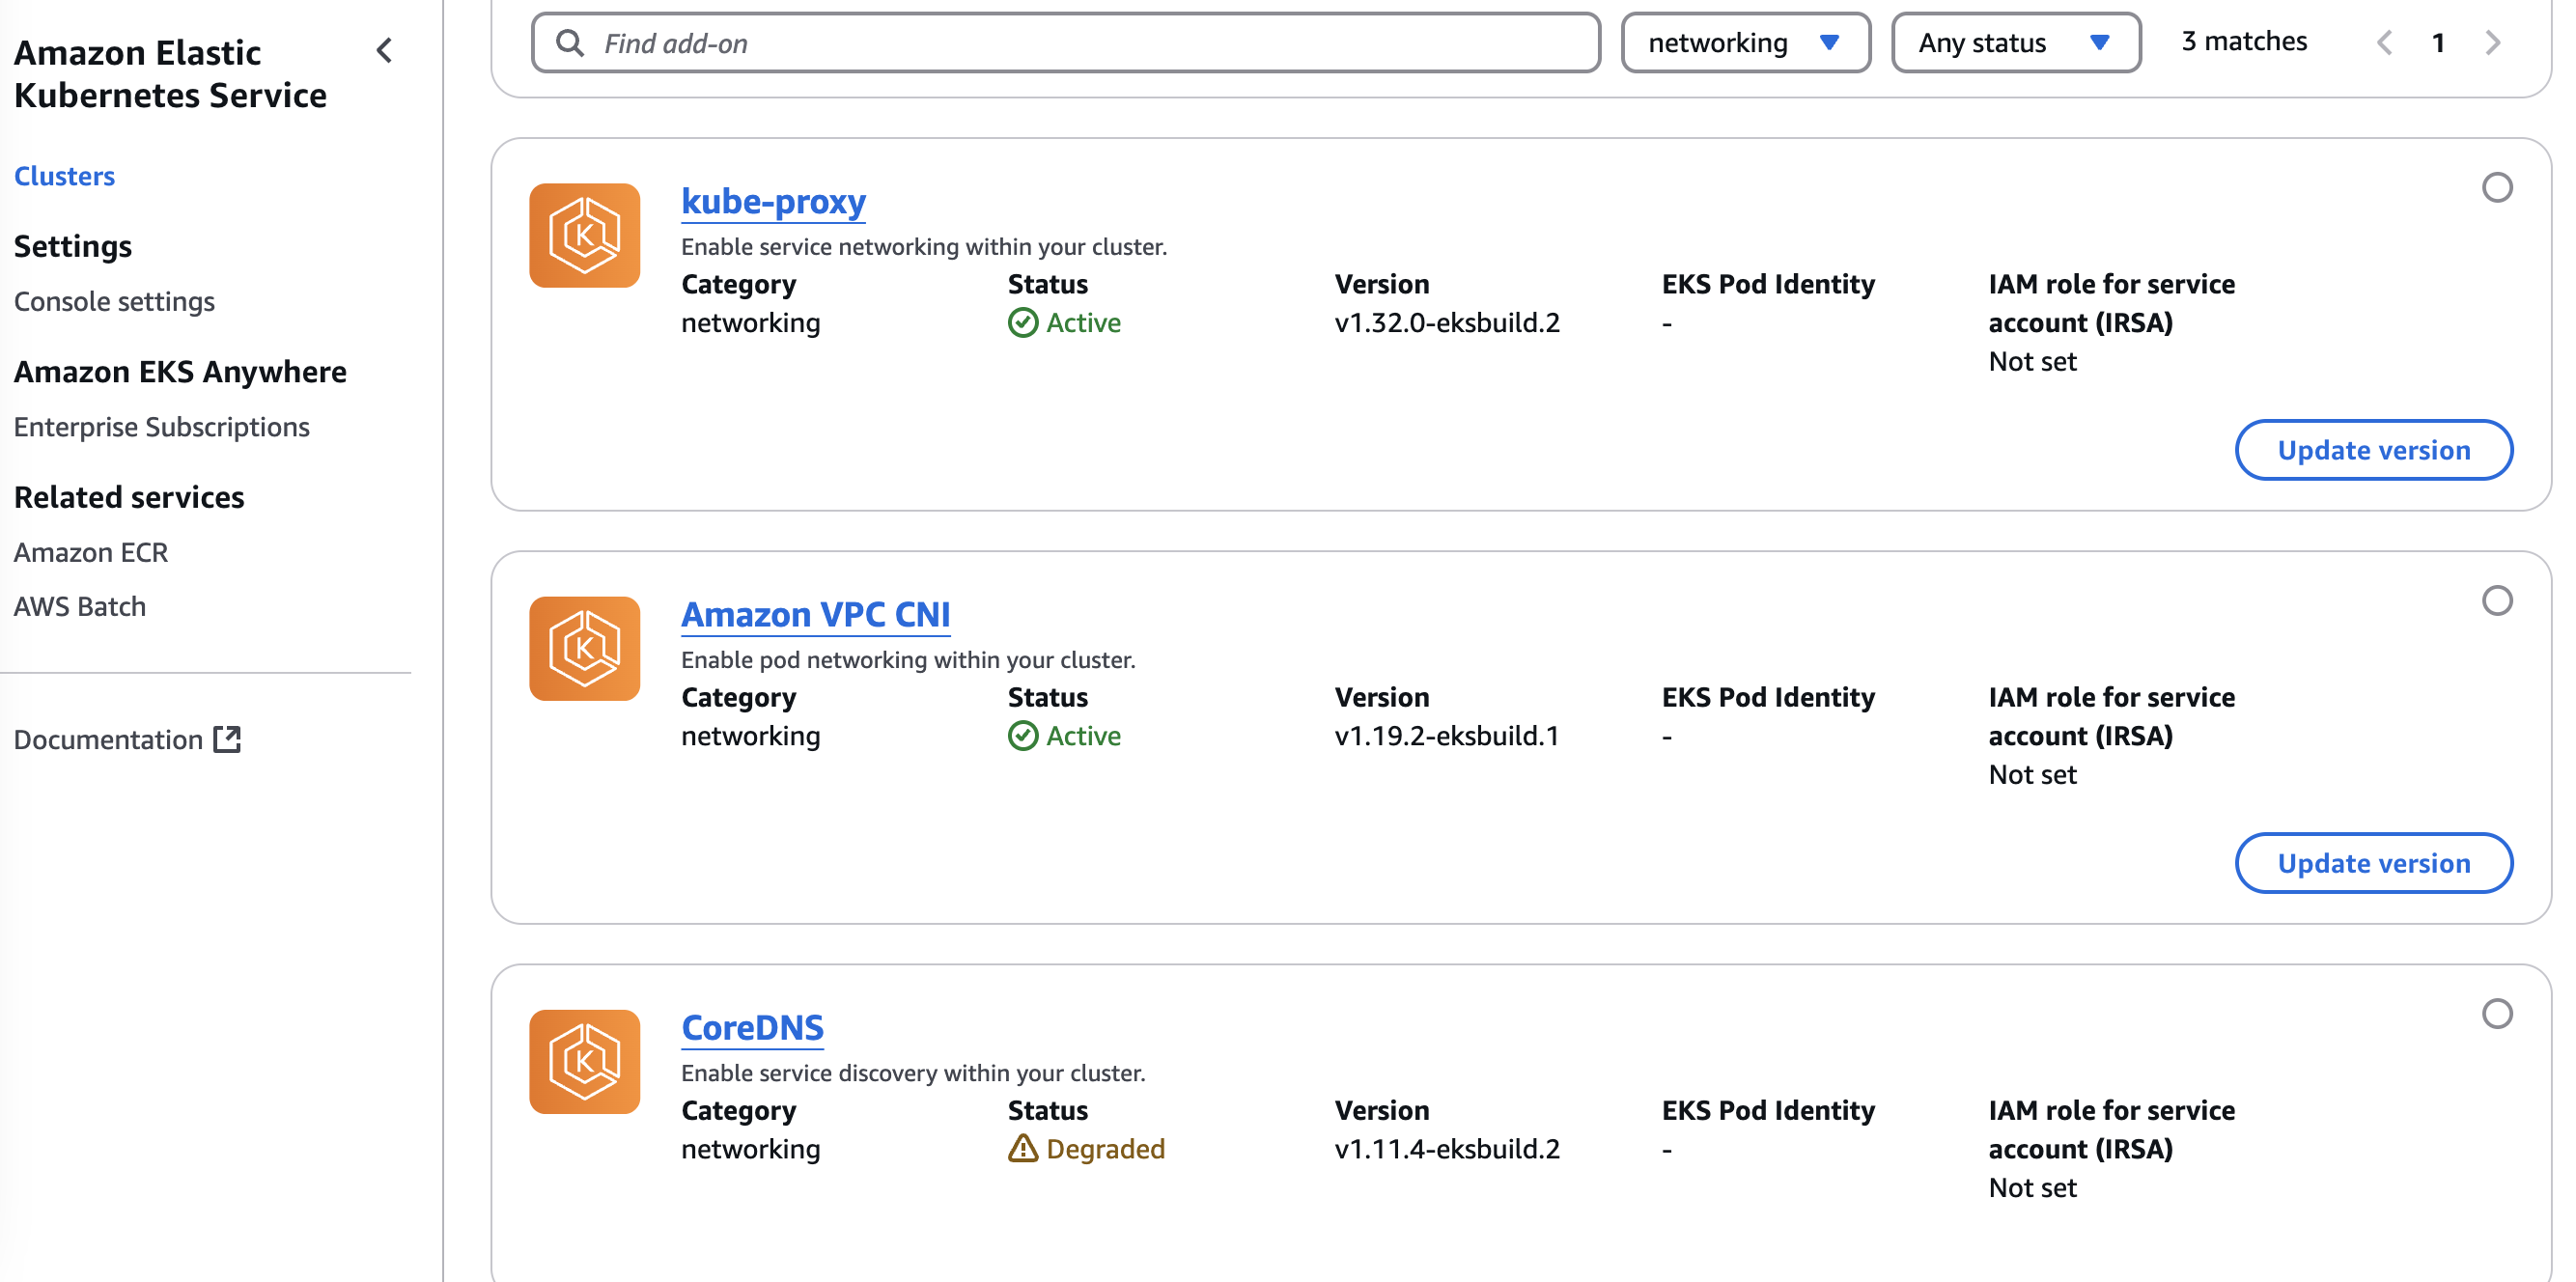 Amazon Elastic
Kubernetes Service
Clusters
Settings
Console settings
Amazon EKS Anywhere
Enterprise Subscriptions
Related services
Amazon ECR
AWS Batch
Documentation
Find add-on
networking
Any status
3 matches
1
kube-proxy
Enable service networking within your cluster.
Category
networking
Status
Active
Version
v1.32.0-eksbuild.2
EKS Pod Identity
-
IAM role for service
account (IRSA)
Not set
Update version
Amazon VPC CNI
Enable pod networking within your cluster.
Category
networking
Status
Active
Version
v1.19.2-eksbuild.1
EKS Pod Identity
-
IAM role for service
account (IRSA)
Not set
Update version
CoreDNS
Enable service discovery within your cluster.
Category
networking
Status
Degraded
Version
v1.11.4-eksbuild.2
EKS Pod Identity
-
IAM role for service
account (IRSA)
Not set